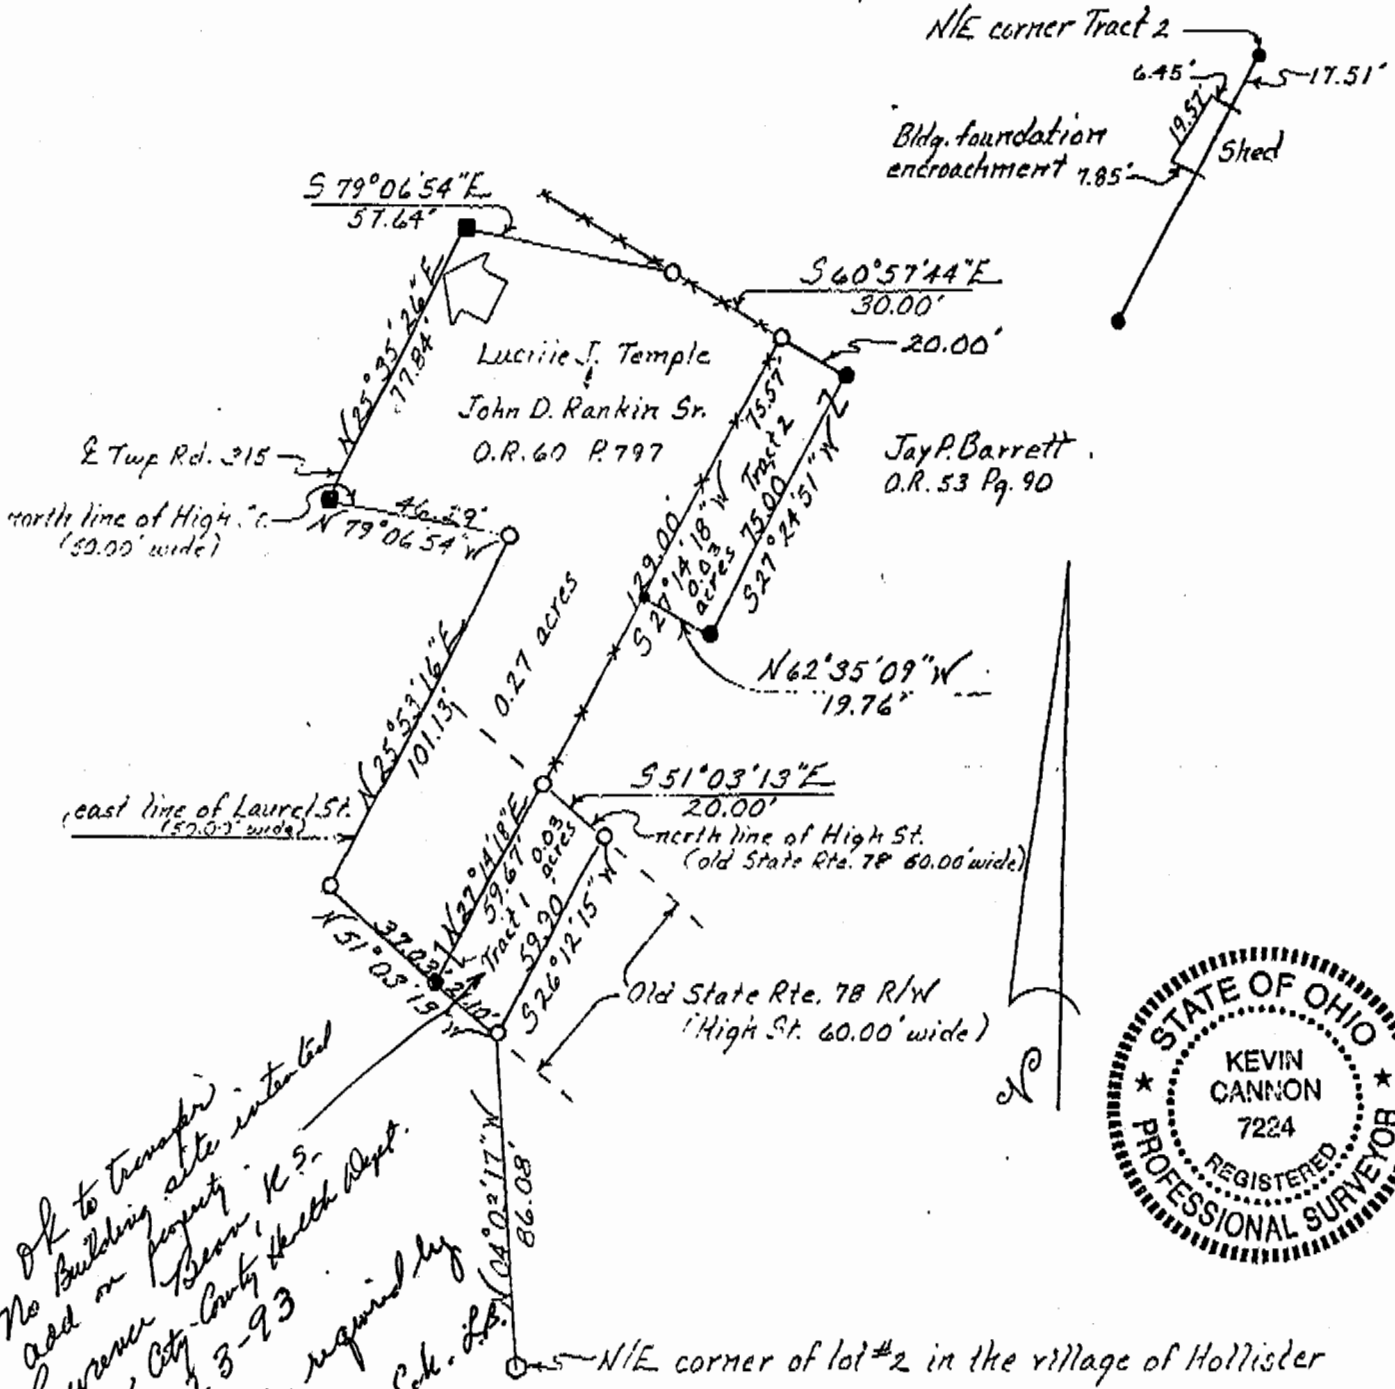 N/E corner Tract 2
6.45'
17.51'
19.57'
Bldg. foundation
encroachment 7.85'
Shed
S 79°06'54"E
57.64'
S 60°57'44"E
30.00'
20.00'
N 25°35'26"E
77.84'
Lucille J. Temple
&
John D. Rankin Sr.
O.R. 60 P. 797
75.57'
Tract 2
0.03
acres
75.00
S 27°24'51"W
Jay P. Barrett
O.R. 53 Pg. 90
℄ Twp Rd. 315
north line of High
(50.00' wide)
46.29'
N 79°06'54"W
129.00'
S 27°14'18"W
N 62°35'09"W
19.76'
0.27 acres
N 25°53'16"E
101.13'
east line of Laurel St.
(50.00' wide)
S 51°03'13"E
20.00'
north line of High St.
(old State Rte. 78 60.00' wide)
N 27°14'18"E
59.67'
Tract 1
0.03
acres
59.30'
S 26°12'15"W
37.03'
21.10'
N 51°03'13"W
Old State Rte. 78 R/W
(High St. 60.00' wide)
N
N 04°02'17"W
86.08'
N/E corner of lot #2 in the village of Hollister
ok to transfer
No Building site intented
add on property
Bean, R.S.
City-County Health Dept.
3-93
required by
L.B.
STATE OF OHIO
KEVIN
CANNON
7224
REGISTERED
PROFESSIONAL SURVEYOR